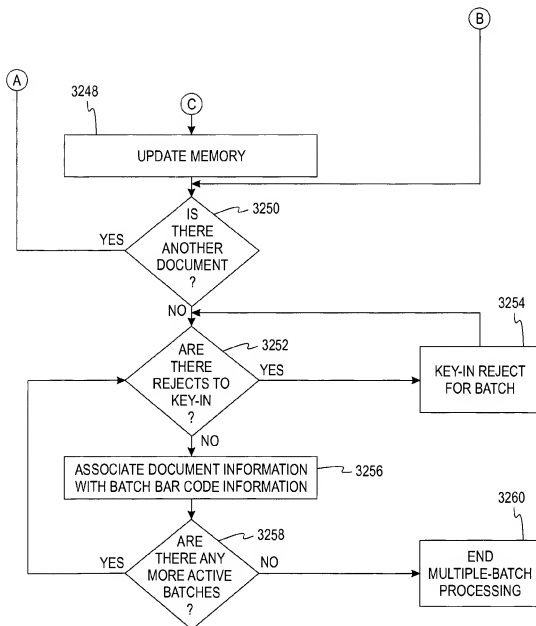 B
A
3248
C
UPDATE MEMORY
3250
IS
THERE
ANOTHER
DOCUMENT
?
YES
NO
3254
3252
ARE
THERE
REJECTS TO
KEY-IN
?
YES
KEY-IN REJECT
FOR BATCH
NO
ASSOCIATE DOCUMENT INFORMATION
WITH BATCH BAR CODE INFORMATION
3256
3258
3260
ARE
THERE ANY
MORE ACTIVE
BATCHES
?
YES
NO
END
MULTIPLE-BATCH
PROCESSING